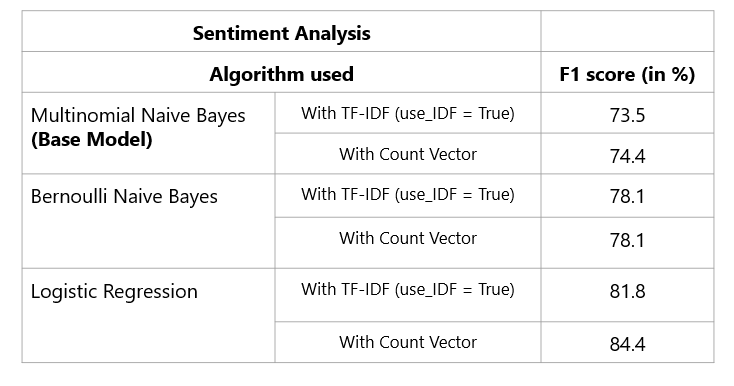 Sentiment Analysis
Algorithm used F1 score (in %)
Multinomial Naive Bayes
(Base Model)
With TF-IDF (use_IDF = True) 73.5
With Count Vector 74.4
Bernoulli Naive Bayes With TF-IDF (use_IDF = True) 78.1
With Count Vector 78.1
Logistic Regression With TF-IDF (use_IDF = True) 81.8
With Count Vector 84.4